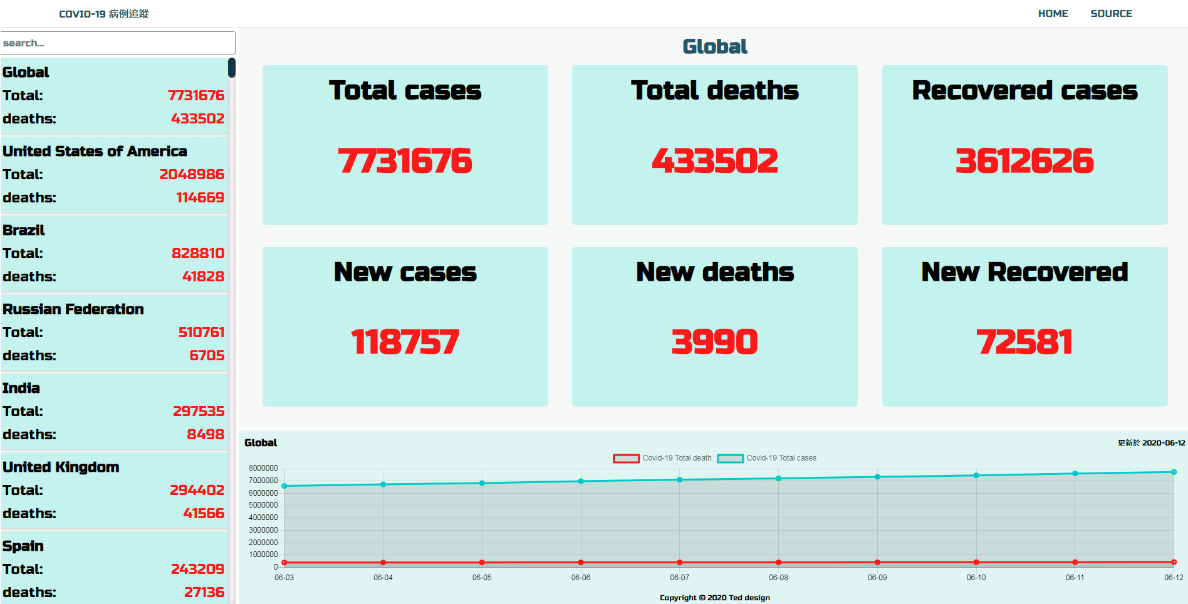 COVID-19 病例追蹤
HOME SOURCE
search...
Global
Total: 7731676
deaths: 433502
United States of America
Total: 2048986
deaths: 114669
Brazil
Total: 828810
deaths: 41828
Russian Federation
Total: 510761
deaths: 6705
India
Total: 297535
deaths: 8498
United Kingdom
Total: 294402
deaths: 41566
Spain
Total: 243209
deaths: 27136
Global
Total cases
7731676
Total deaths
433502
Recovered cases
3612626
New cases
118757
New deaths
3990
New Recovered
72581
Global
更新於 2020-06-12
Covid-19 Total death Covid-19 Total cases
8000000
7000000
6000000
5000000
4000000
3000000
2000000
1000000
0
06-03 06-04 06-05 06-06 06-07 06-08 06-09 06-10 06-11 06-12
Copyright © 2020 Ted design